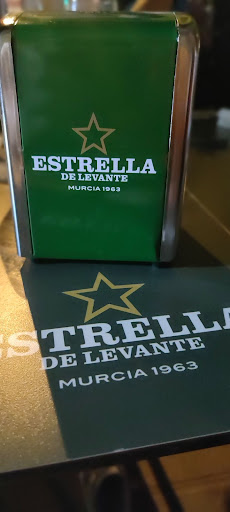 ESTRELLA
DE LEVANTE
MURCIA 1963
ESTRELLA
DE LEVANTE
MURCIA 1963